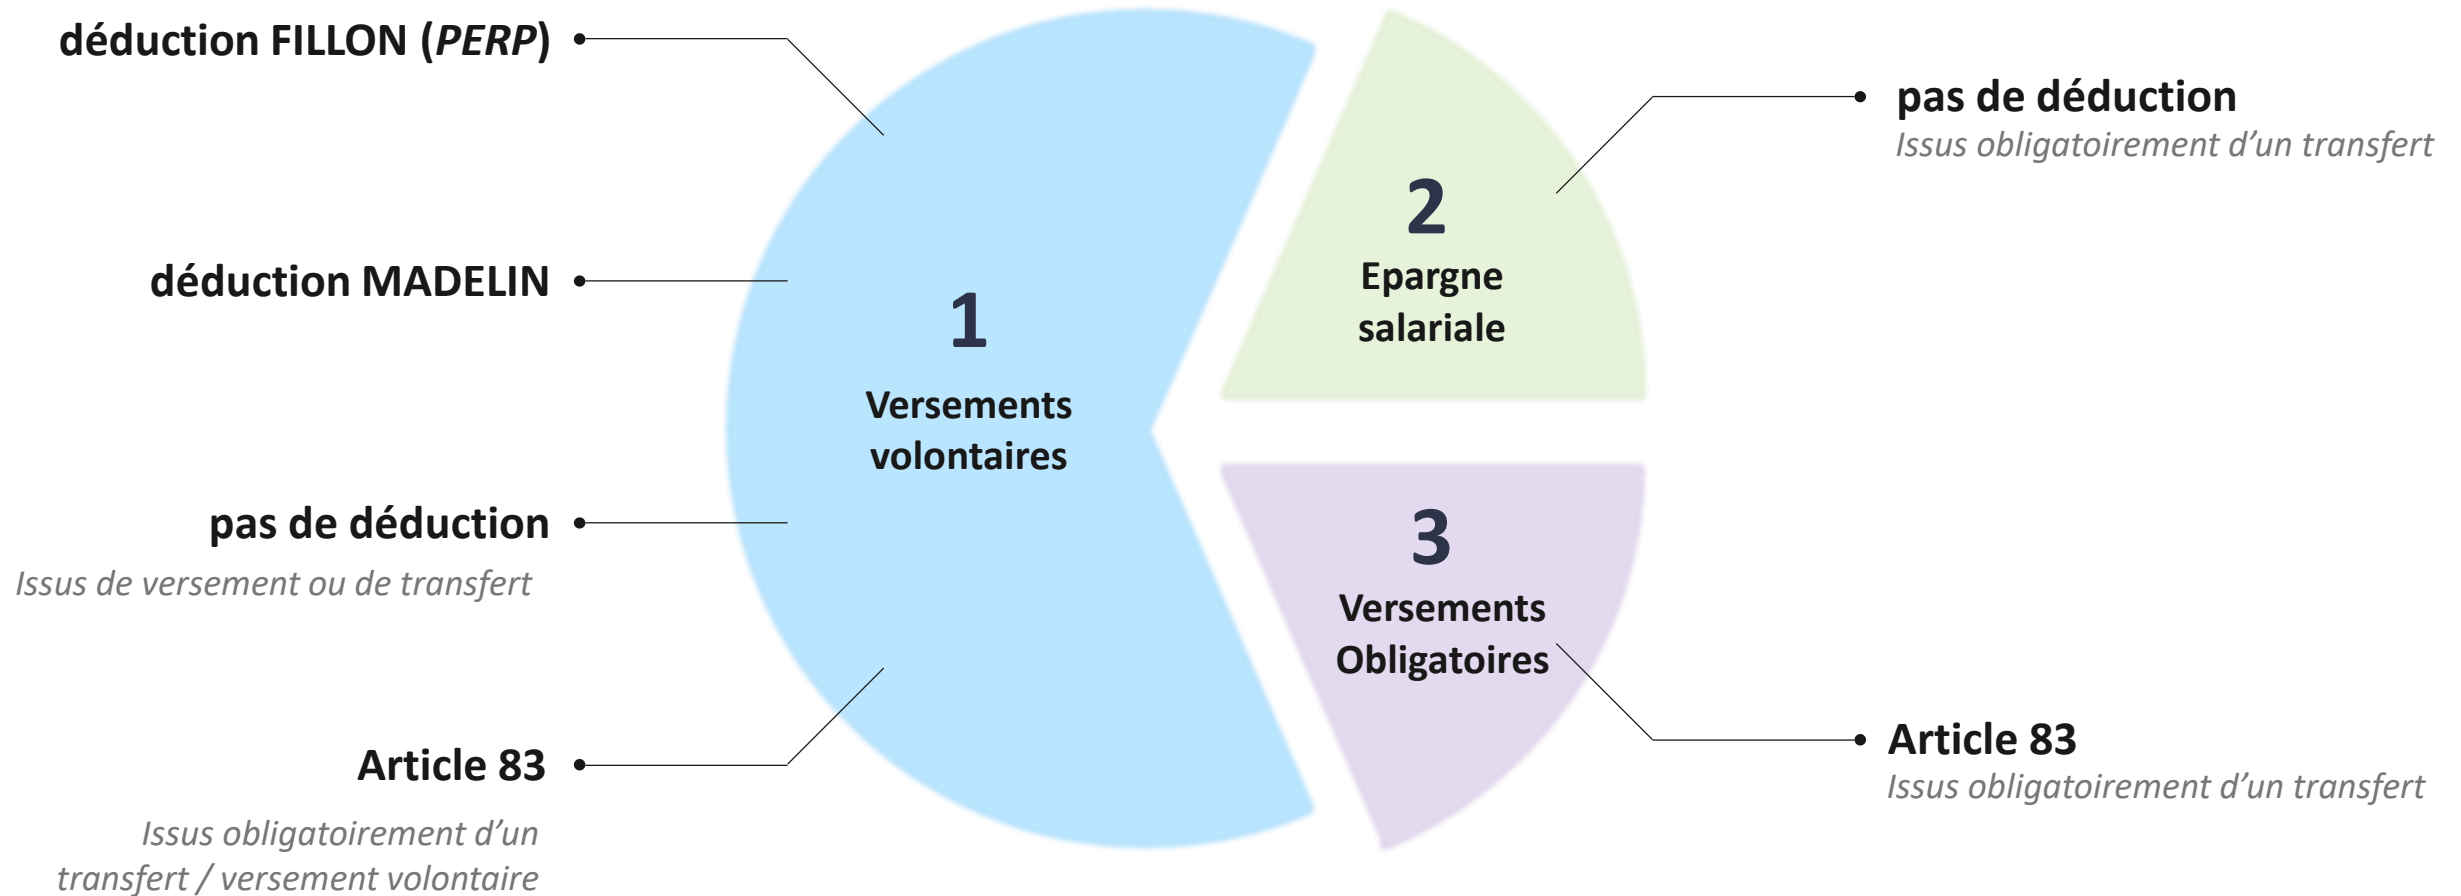 déduction FILLON (PERP)
déduction MADELIN
pas de déduction
Issus de versement ou de transfert
Article 83
Issus obligatoirement d’un
transfert / versement volontaire
1
Versements
volontaires
2
Epargne
salariale
3
Versements
Obligatoires
pas de déduction
Issus obligatoirement d’un transfert
Article 83
Issus obligatoirement d’un transfert